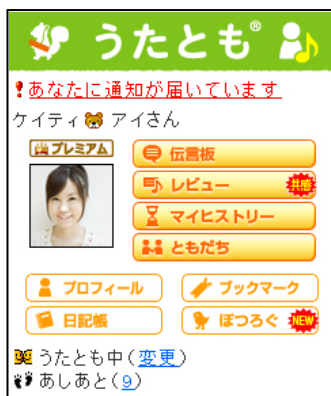 うたとも®
あなたに通知が届いています
ケイティ アイさん
プレミアム
伝言板
レビュー 共感
マイヒストリー
ともだち
プロフィール ブックマーク
日記帳 ぼつろぐ NEW
うたとも中(変更)
あしあと(9)